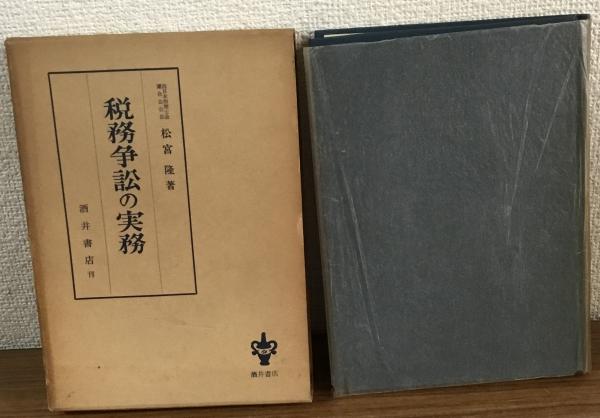 松宮 隆 著
税務争訟の実務
酒井書店 刊
酒井書店